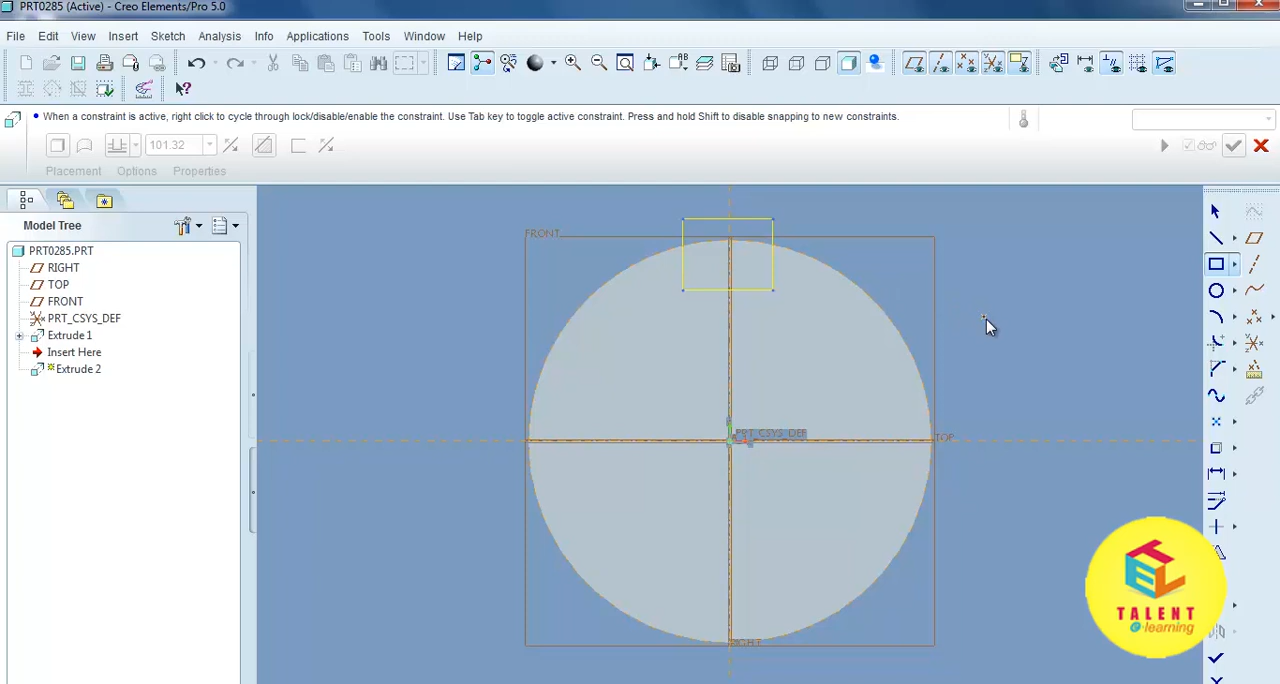 PRT0285 (Active) - Creo Elements/Pro 5.0
File Edit View Insert Sketch Analysis Info Applications Tools Window Help
When a constraint is active, right click to cycle through lock/disable/enable the constraint. Use Tab key to toggle active constraint. Press and hold Shift to disable snapping to new constraints.
101.32
Placement Options Properties
Model Tree
PRT0285.PRT
RIGHT
TOP
FRONT
PRT_CSYS_DEF
Extrude 1
Insert Here
Extrude 2
FRONT
PRT_CSYS_DEF
TOP
RIGHT
TEL
TALENT
e-learning